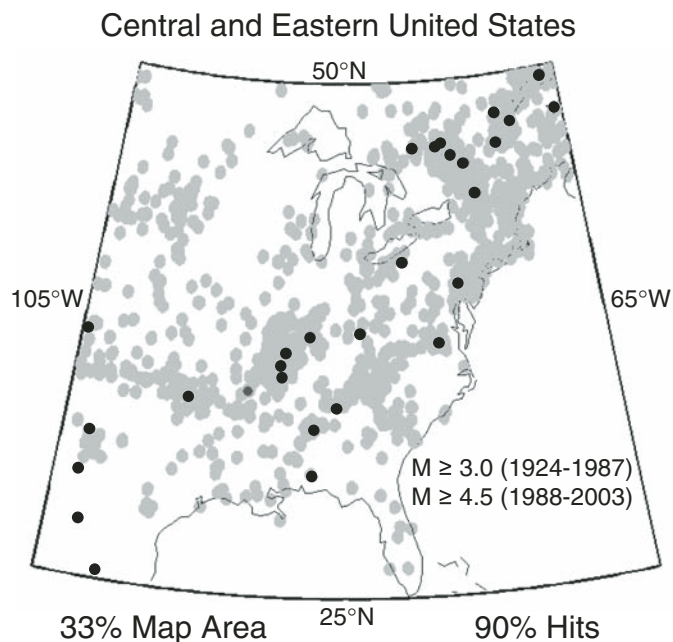 Central and Eastern United States
50°N
105°W
65°W
M ≥ 3.0 (1924-1987)
M ≥ 4.5 (1988-2003)
25°N
33% Map Area
90% Hits